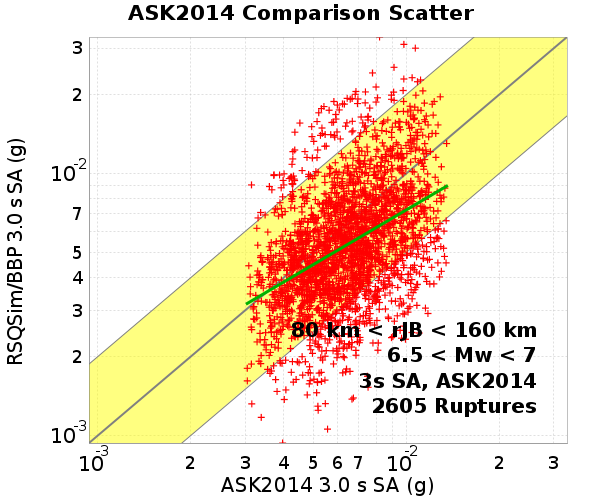 ASK2014 Comparison Scatter
RSQSim/BBP 3.0 s SA (g)
3
2
10-2
7
5
4
3
2
10-3
80 km < rJB < 160 km
6.5 < Mw < 7
3s SA, ASK2014
2605 Ruptures
10-3 2 3 4 5 6 7 10-2 2 3
ASK2014 3.0 s SA (g)